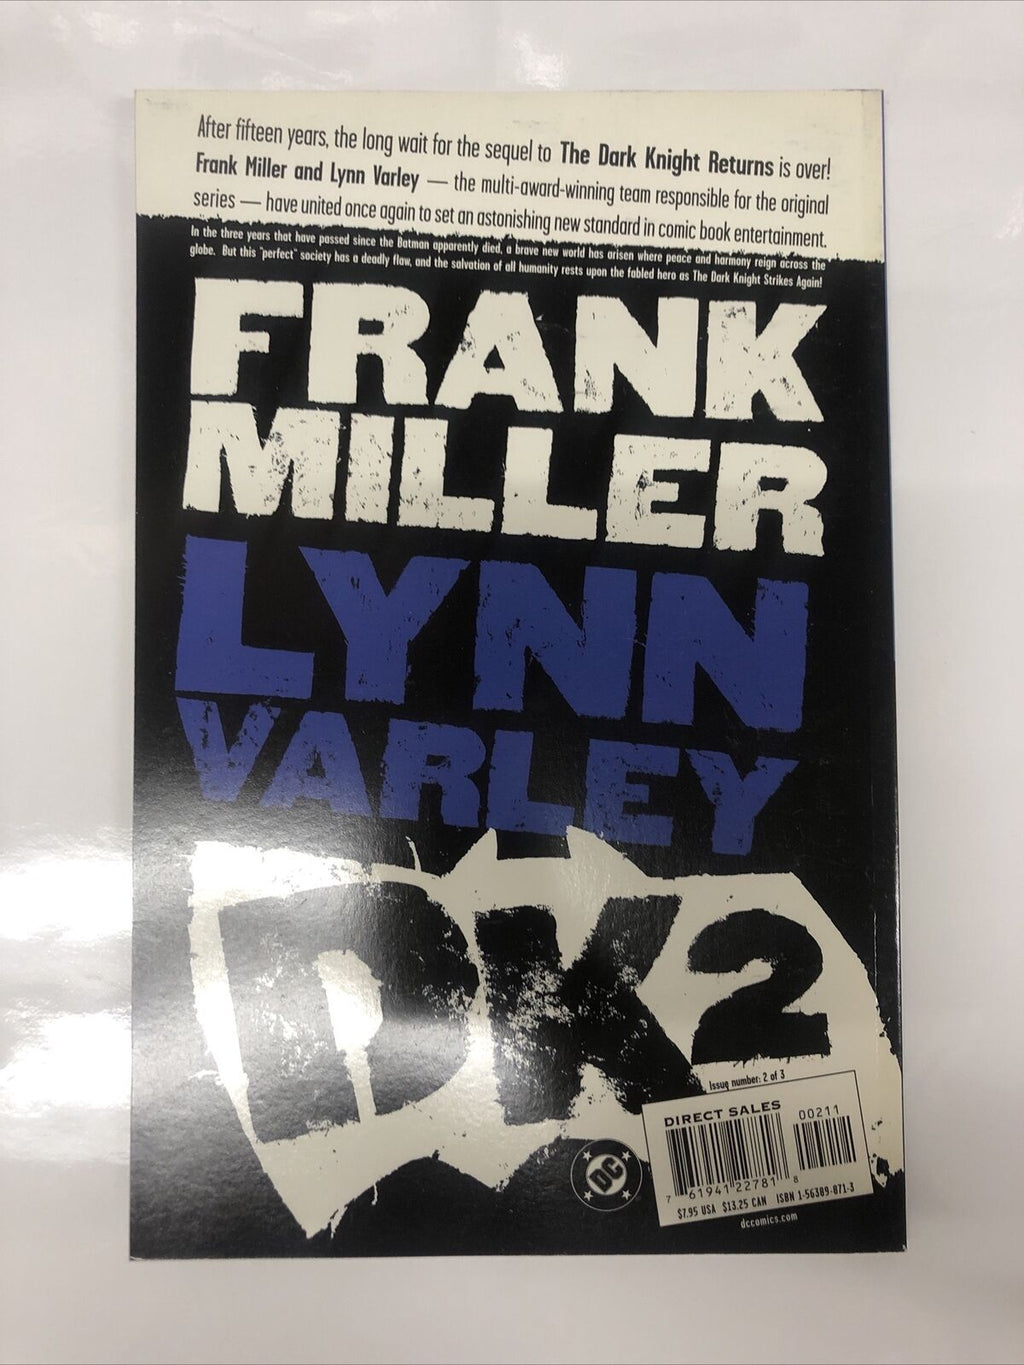 After fifteen years, the long wait for the sequel to The Dark Knight Returns is over!
Frank Miller and Lynn Varley — the multi-award-winning team responsible for the original
series — have united once again to set an astonishing new standard in comic book entertainment.
In the three years that have passed since the Batman apparently died, a brave new world has arisen where peace and harmony reign across the
globe. But this "perfect" society has a deadly flaw, and the salvation of all humanity rests upon the fabled hero as The Dark Knight Strikes Again!
FRANK
MILLER
LYNN
VARLEY
DK2
Issue number: 2 of 3
DIRECT SALES
00211
7 61941 22781 8
$7.95 USA $13.25 CAN ISBN 1-56389-871-3
DC
dccomics.com